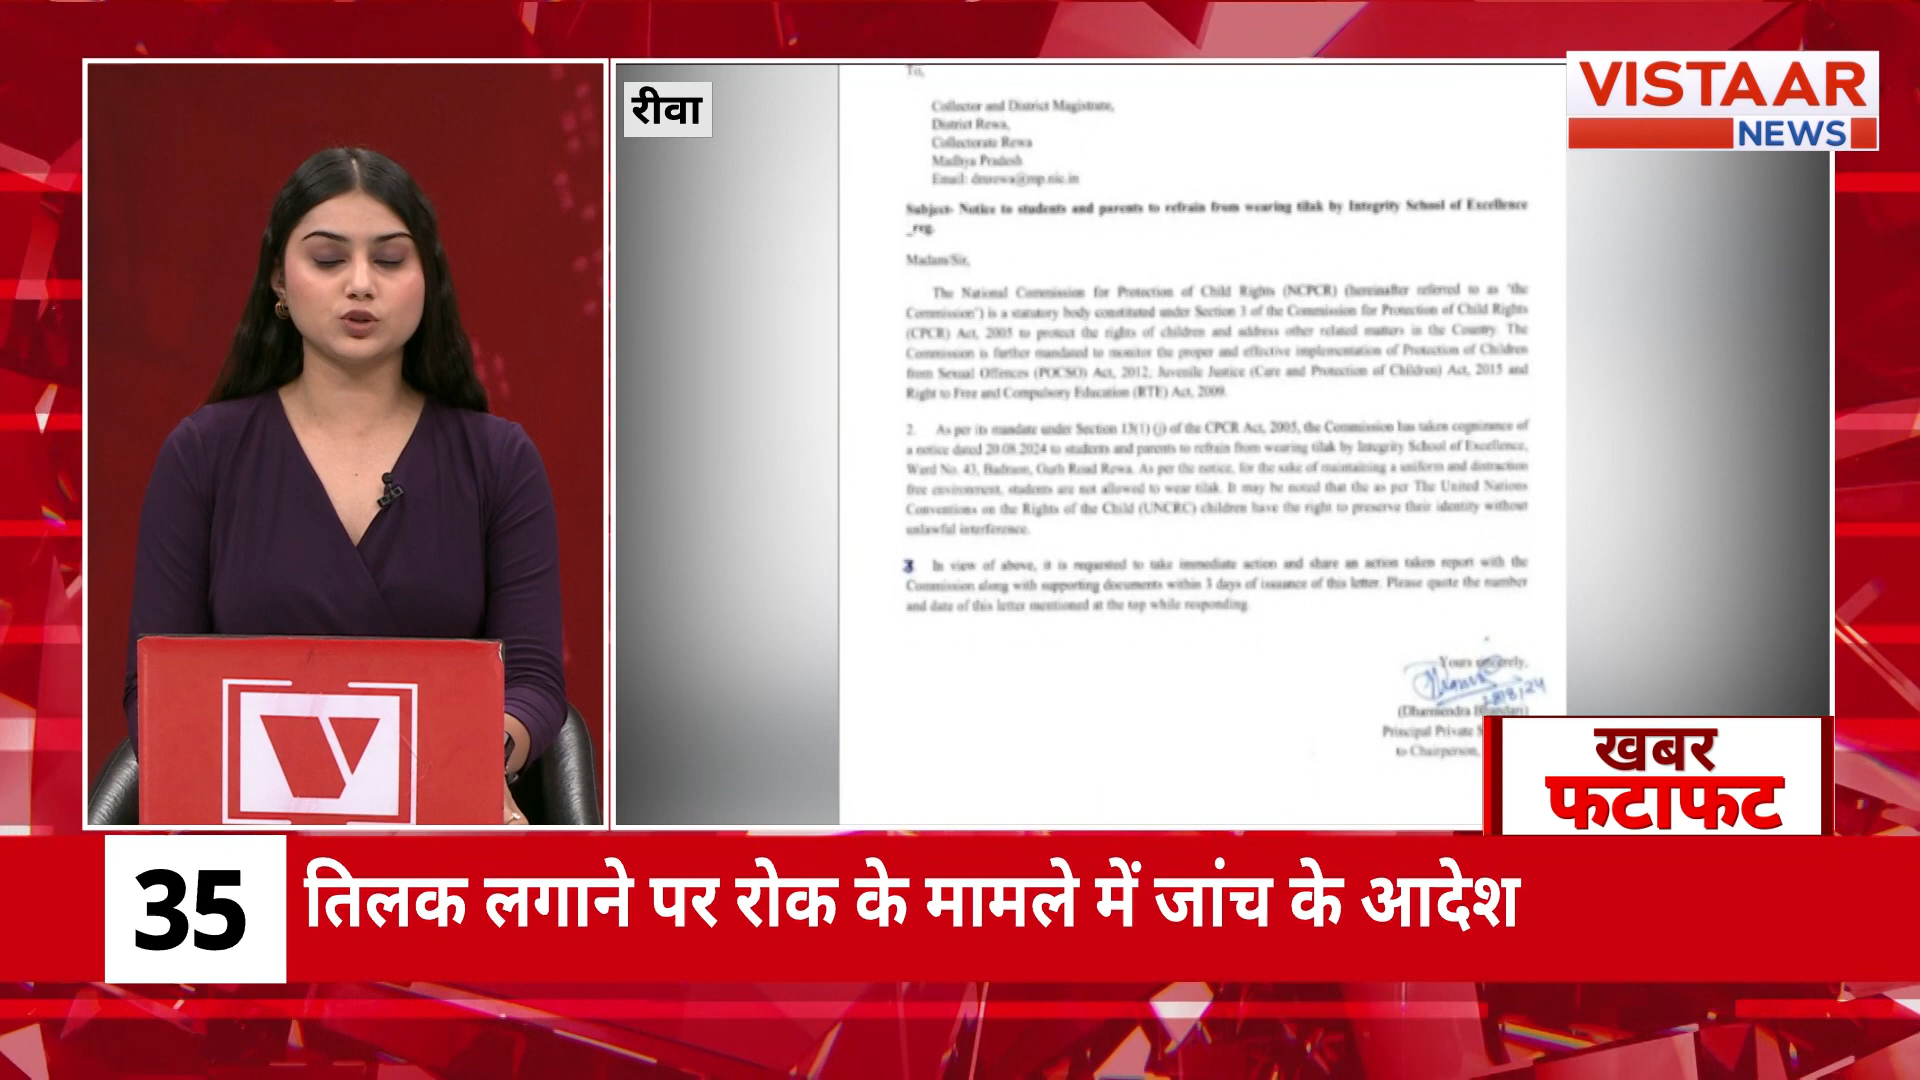 रीवा
VISTAAR
NEWS
To,
Collector and District Magistrate,
District Rewa,
Collectorate Rewa
Madhya Pradesh
Email: dmrewa@mp.nic.in
Subject- Notice to students and parents to refrain from wearing tilak by Integrity School of Excellence
_reg.
Madam/Sir,
The National Commission for Protection of Child Rights (NCPCR) (hereinafter referred to as 'the
Commission') is a statutory body constituted under Section 3 of the Commission for Protection of Child Rights
(CPCR) Act, 2005 to protect the rights of children and address other related matters in the Country. The
Commission is further mandated to monitor the proper and effective implementation of Protection of Children
from Sexual Offences (POCSO) Act, 2012; Juvenile Justice (Care and Protection of Children) Act, 2015 and
Right to Free and Compulsory Education (RTE) Act, 2009.
2. As per its mandate under Section 13(1) (j) of the CPCR Act, 2005, the Commission has taken cognizance of
a notice dated 20.08.2024 to students and parents to refrain from wearing tilak by Integrity School of Excellence,
Ward No. 43, Road Rewa. As per the notice, for the sake of maintaining a uniform and distraction
free environment, students are not allowed to wear tilak. It may be noted that the as per The United Nations
Conventions on the Rights of the Child (UNCRC) children have the right to preserve their identity without
unlawful interference.
3 In view of above, it is requested to take immediate action and share an action taken report with the
Commission along with supporting documents within 3 days of issuance of this letter. Please quote the number
and date of this letter mentioned at the top while responding.
Yours sincerely,
(Dharmendra Bhandari)
Principal Private S
to Chairperson,
खबर
फटाफट
35
तिलक लगाने पर रोक के मामले में जांच के आदेश